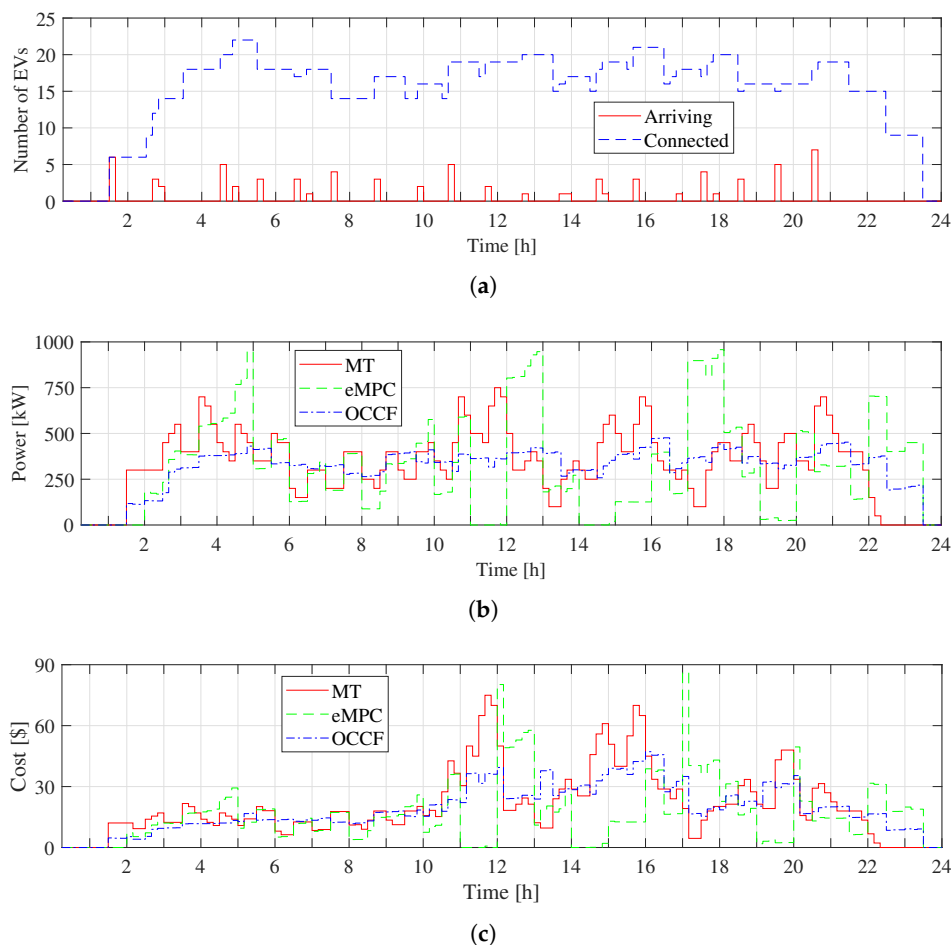 25
20
15
10
5
0
Number of EVs
Arriving
Connected
2 4 6 8 10 12 14 16 18 20 22 24
Time [h]
(a)
1000
750
500
250
0
Power [kW]
MT
eMPC
OCCF
2 4 6 8 10 12 14 16 18 20 22 24
Time [h]
(b)
90
60
30
0
Cost [$]
MT
eMPC
OCCF
2 4 6 8 10 12 14 16 18 20 22 24
Time [h]
(c)